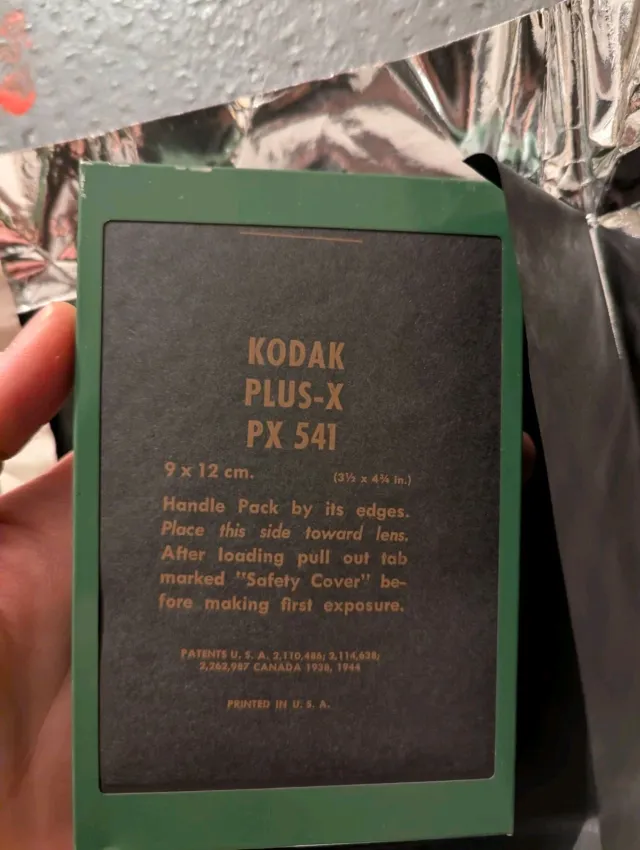 KODAK
PLUS-X
PX 541
9 x 12 cm. (3½ x 4¾ in.)
Handle Pack by its edges.
Place this side toward lens.
After loading pull out tab
marked "Safety Cover" be-
fore making first exposure.
PATENTS U. S. A. 2,110,486; 2,114,638;
2,262,987 CANADA 1938, 1944
PRINTED IN U. S. A.